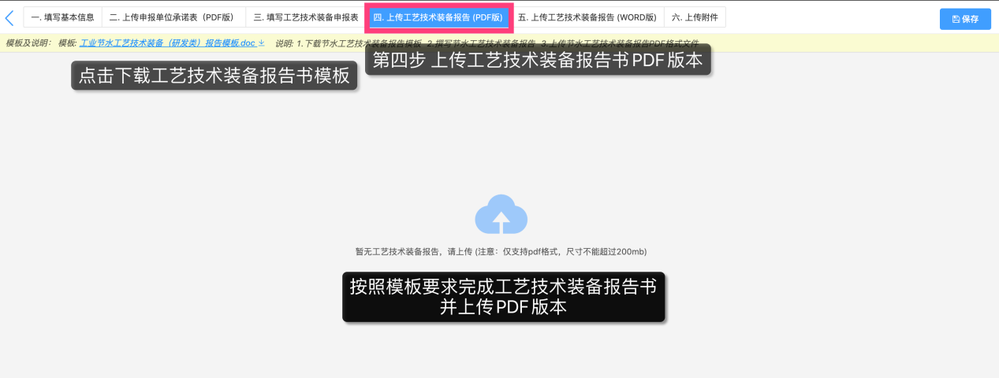 一. 填写基本信息 二. 上传申报单位承诺表（PDF版） 三. 填写工艺技术装备申报表 四. 上传工艺技术装备报告 (PDF版) 五. 上传工艺技术装备报告 (WORD版) 六. 上传附件 保存
模板及说明： 模板: 工业节水工艺技术装备（研发类）报告模板.doc 说明: 1.下载节水工艺技术装备报告模板 2.撰写节水工艺技术装备报告 3.上传节水工艺技术装备报告PDF格式文件
第四步 上传工艺技术装备报告书PDF版本
点击下载工艺技术装备报告书模板
暂无工艺技术装备报告，请上传 (注意：仅支持pdf格式，尺寸不能超过200mb)
按照模板要求完成工艺技术装备报告书
并上传PDF版本